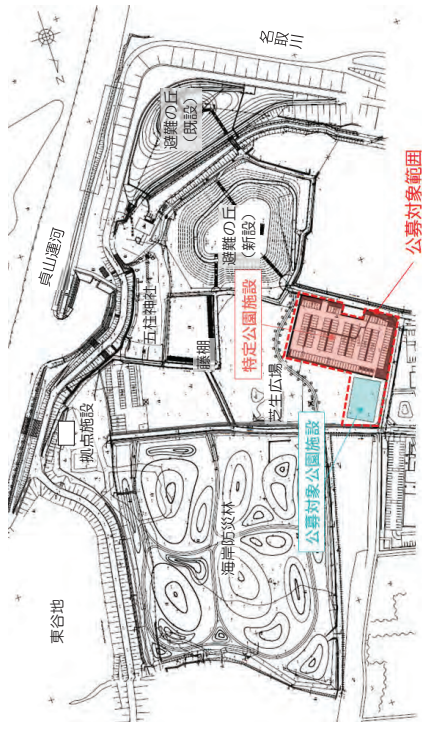 名取川
避難の丘
（既設）
貞山運河
避難の丘
（新設）
五柱神社
藤棚
公募対象範囲
特定公園施設
芝生広場
拠点施設
公募対象公園施設
海岸防災林
東谷地
N